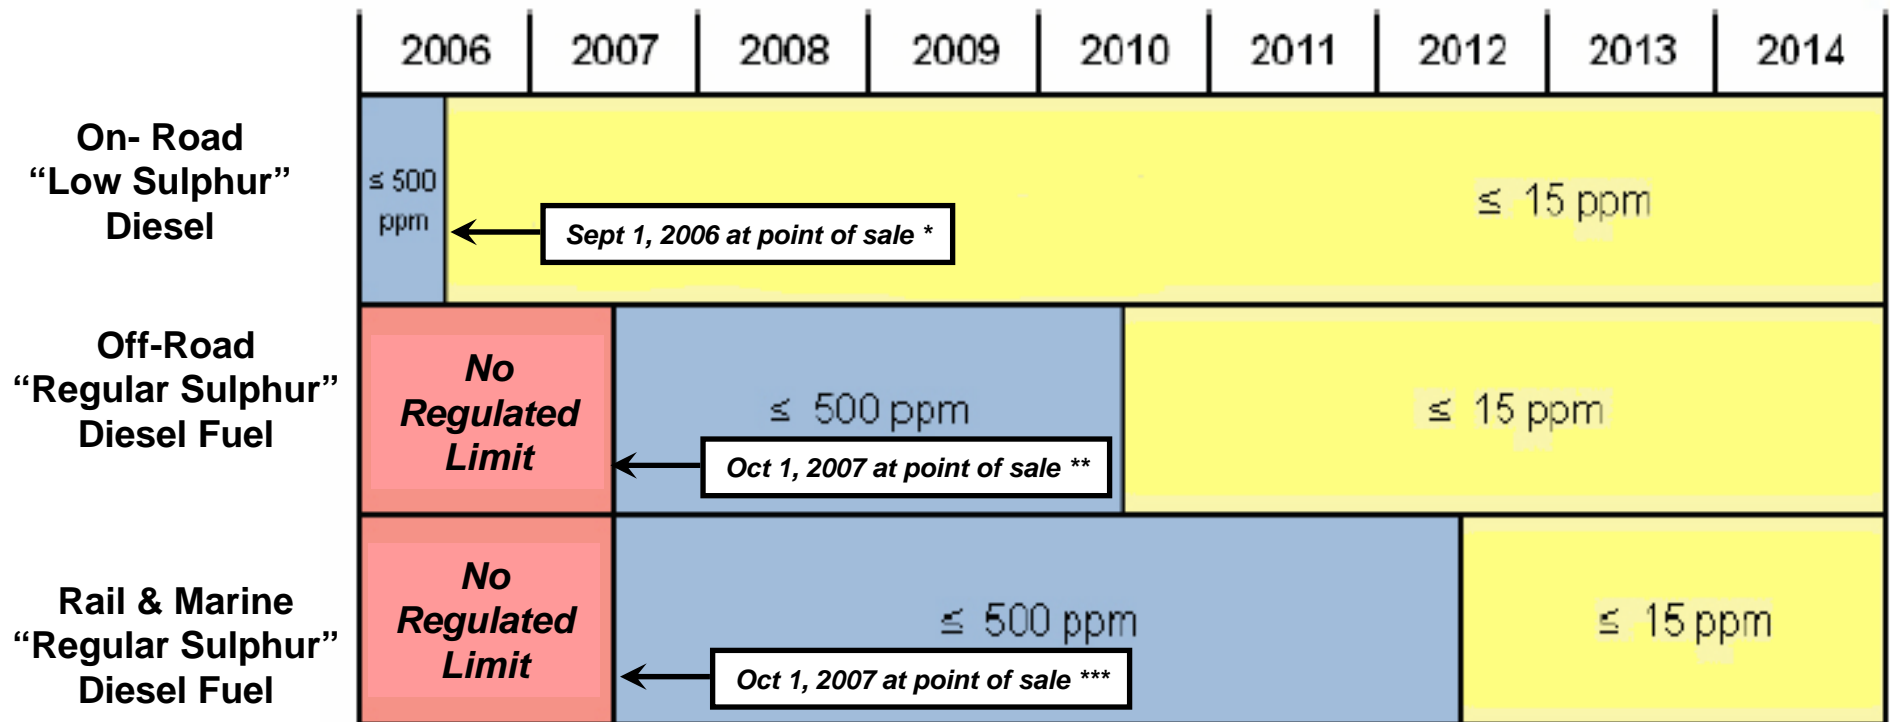 2006 2007 2008 2009 2010 2011 2012 2013 2014
On- Road
“Low Sulphur”
Diesel
≤ 500
ppm
Sept 1, 2006 at point of sale *
≤ 15 ppm
Off-Road
“Regular Sulphur”
Diesel Fuel
No
Regulated
Limit
≤ 500 ppm
Oct 1, 2007 at point of sale **
≤ 15 ppm
Rail & Marine
“Regular Sulphur”
Diesel Fuel
No
Regulated
Limit
≤ 500 ppm
Oct 1, 2007 at point of sale ***
≤ 15 ppm